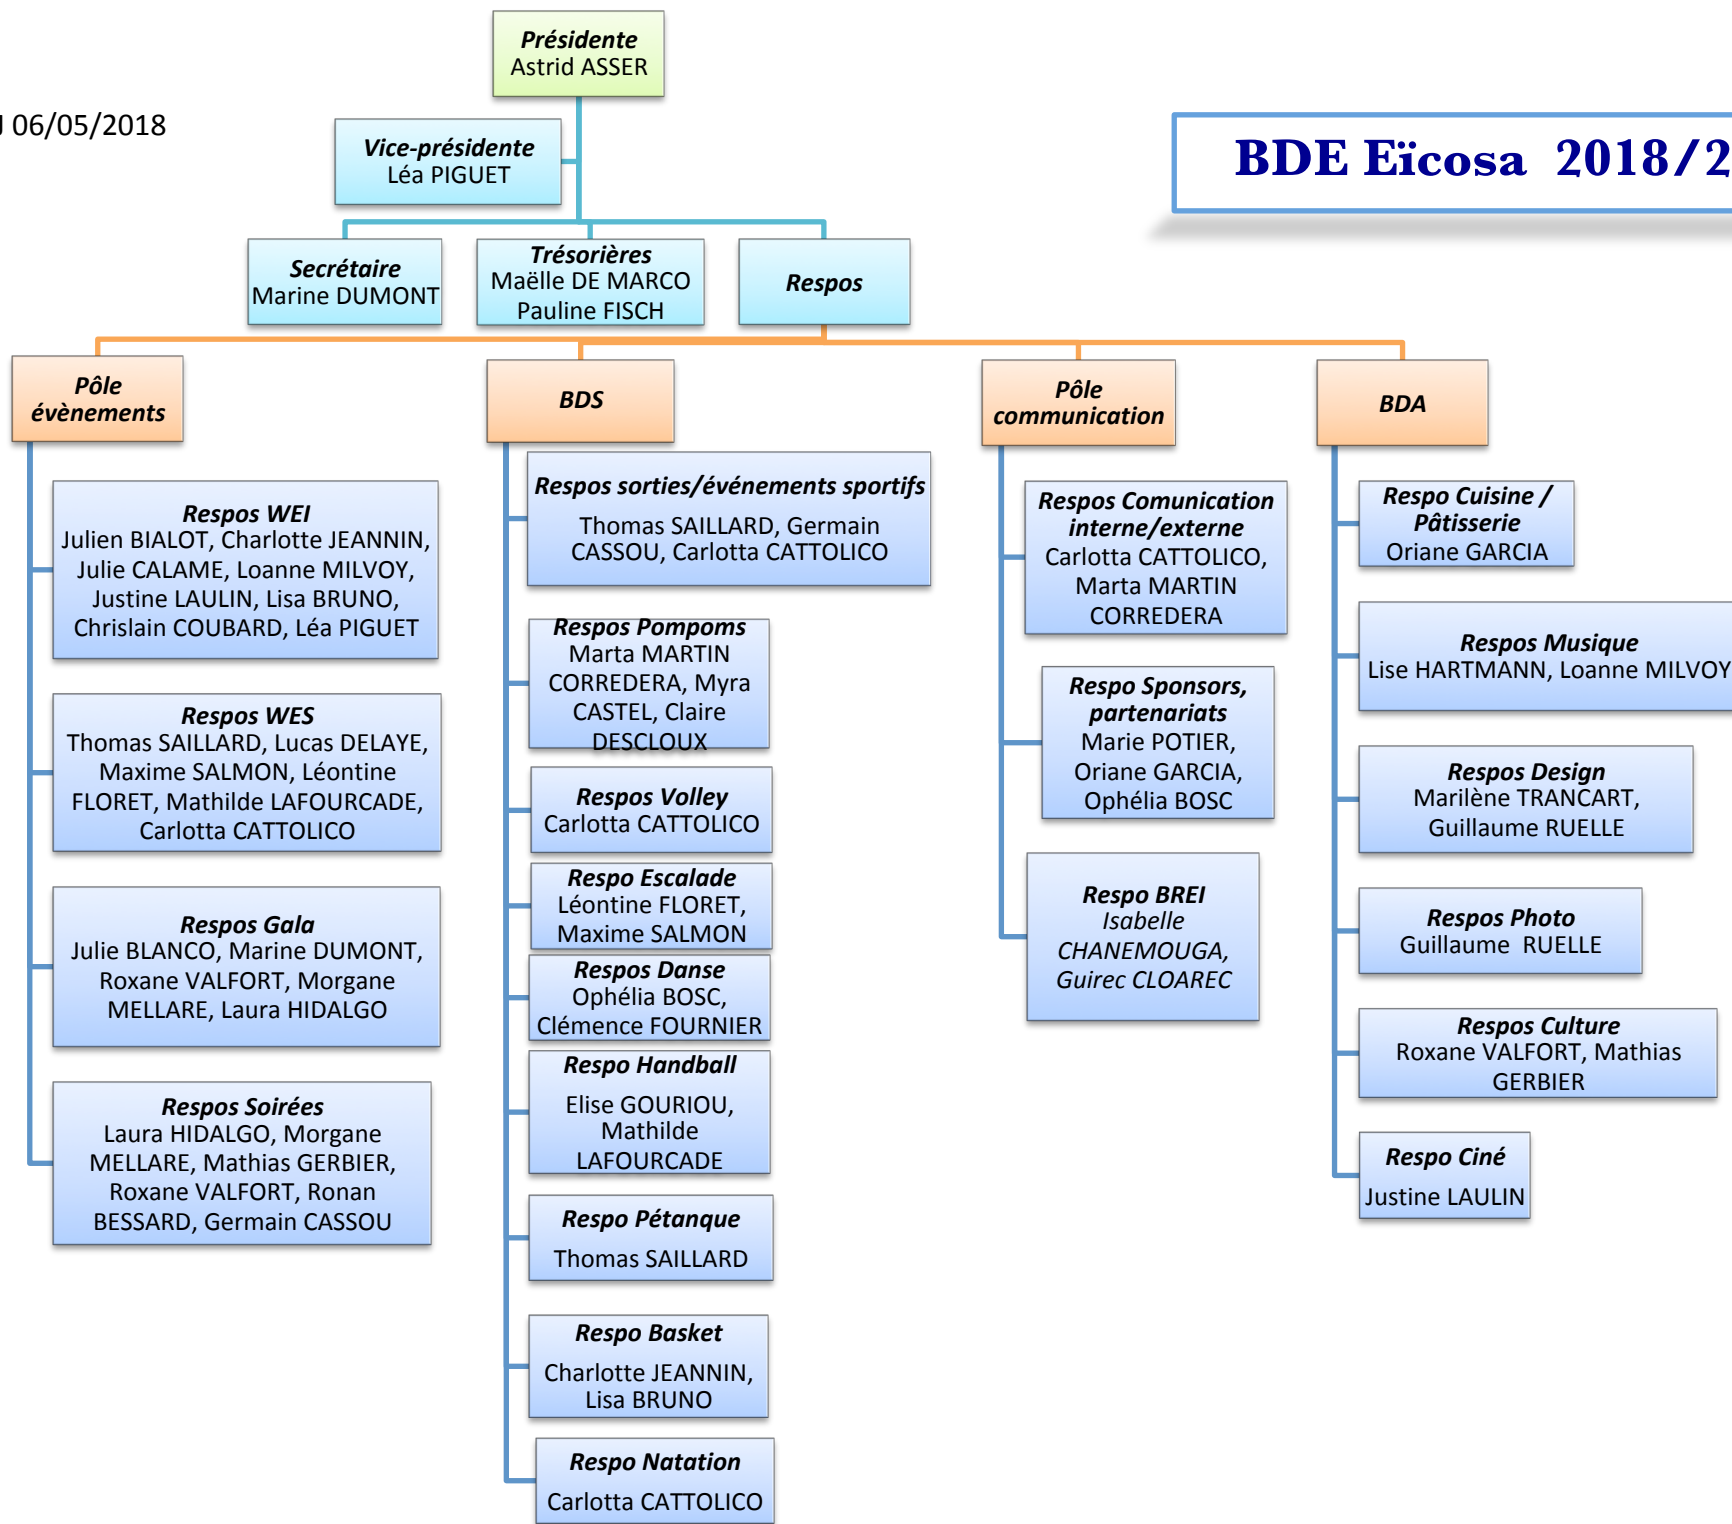 Présidente
Astrid ASSER
06/05/2018
BDE Eïcosa 2018/2
Vice-présidente
Léa PIGUET
Secrétaire
Marine DUMONT
Trésorières
Maëlle DE MARCO
Pauline FISCH
Respos
Pôle
évènements
Respos WEI
Julien BIALOT, Charlotte JEANNIN,
Julie CALAME, Loanne MILVOY,
Justine LAULIN, Lisa BRUNO,
Chrislain COUBARD, Léa PIGUET
Respos WES
Thomas SAILLARD, Lucas DELAYE,
Maxime SALMON, Léontine
FLORET, Mathilde LAFOURCADE,
Carlotta CATTOLICO
Respos Gala
Julie BLANCO, Marine DUMONT,
Roxane VALFORT, Morgane
MELLARE, Laura HIDALGO
Respos Soirées
Laura HIDALGO, Morgane
MELLARE, Mathias GERBIER,
Roxane VALFORT, Ronan
BESSARD, Germain CASSOU
BDS
Respos sorties/événements sportifs
Thomas SAILLARD, Germain
CASSOU, Carlotta CATTOLICO
Respos Pompoms
Marta MARTIN
CORREDERA, Myra
CASTEL, Claire
DESCLOUX
Respos Volley
Carlotta CATTOLICO
Respo Escalade
Léontine FLORET,
Maxime SALMON
Respos Danse
Ophélia BOSC,
Clémence FOURNIER
Respo Handball
Elise GOURIOU,
Mathilde
LAFOURCADE
Respo Pétanque
Thomas SAILLARD
Respo Basket
Charlotte JEANNIN,
Lisa BRUNO
Respo Natation
Carlotta CATTOLICO
Pôle
communication
Respos Comunication
interne/externe
Carlotta CATTOLICO,
Marta MARTIN
CORREDERA
Respo Sponsors,
partenariats
Marie POTIER,
Oriane GARCIA,
Ophélia BOSC
Respo BREI
Isabelle
CHANEMOUGA,
Guirec CLOAREC
BDA
Respo Cuisine /
Pâtisserie
Oriane GARCIA
Respos Musique
Lise HARTMANN, Loanne MILVOY
Respos Design
Marilène TRANCART,
Guillaume RUELLE
Respos Photo
Guillaume RUELLE
Respos Culture
Roxane VALFORT, Mathias
GERBIER
Respo Ciné
Justine LAULIN